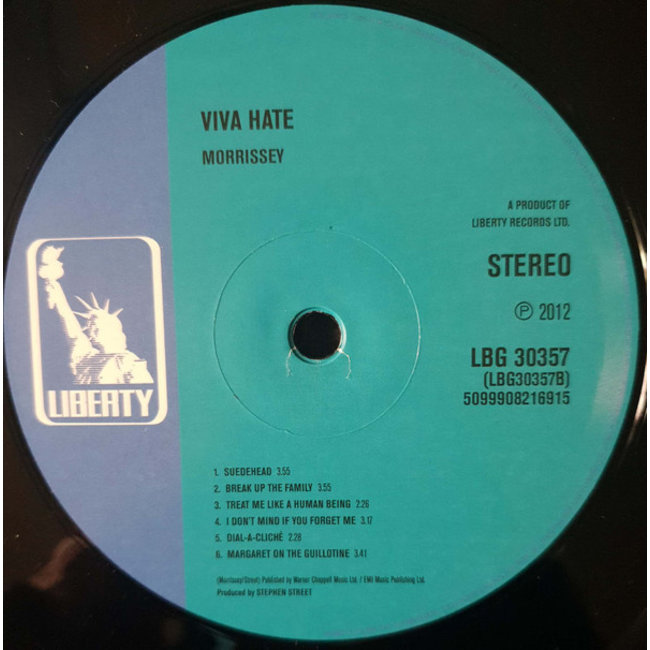 VIVA HATE
MORRISSEY
A PRODUCT OF
LIBERTY RECORDS LTD.
STEREO
℗ 2012
LBG 30357
(LBG30357B)
5099908216915
LIBERTY
1. SUEDEHEAD 3.55
2. BREAK UP THE FAMILY 3.55
3. TREAT ME LIKE A HUMAN BEING 2.26
4. I DON'T MIND IF YOU FORGET ME 3.17
5. DIAL-A-CLICHÉ 2.28
6. MARGARET ON THE GUILLOTINE 3.41
(Morrissey/Street) Published by Warner Chappell Music Ltd. / EMI Music Publishing Ltd.
Produced by STEPHEN STREET